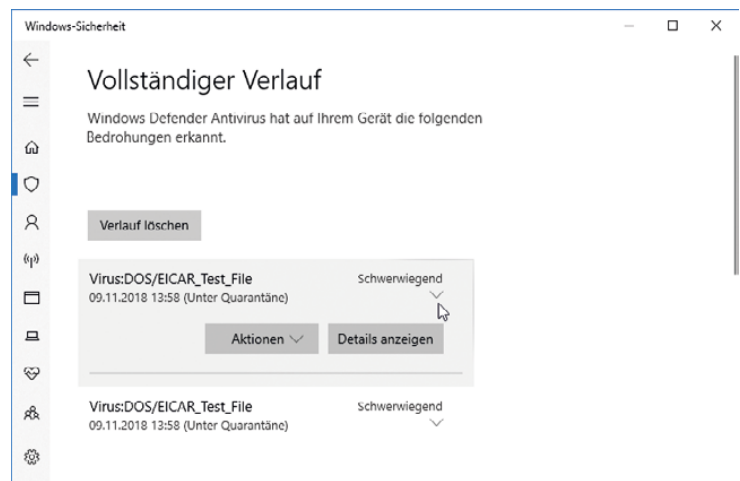 Windows-Sicherheit
Vollständiger Verlauf
Windows Defender Antivirus hat auf Ihrem Gerät die folgenden
Bedrohungen erkannt.
Verlauf löschen
Virus:DOS/EICAR_Test_File Schwerwiegend
09.11.2018 13:58 (Unter Quarantäne)
Aktionen Details anzeigen
Virus:DOS/EICAR_Test_File Schwerwiegend
09.11.2018 13:58 (Unter Quarantäne)